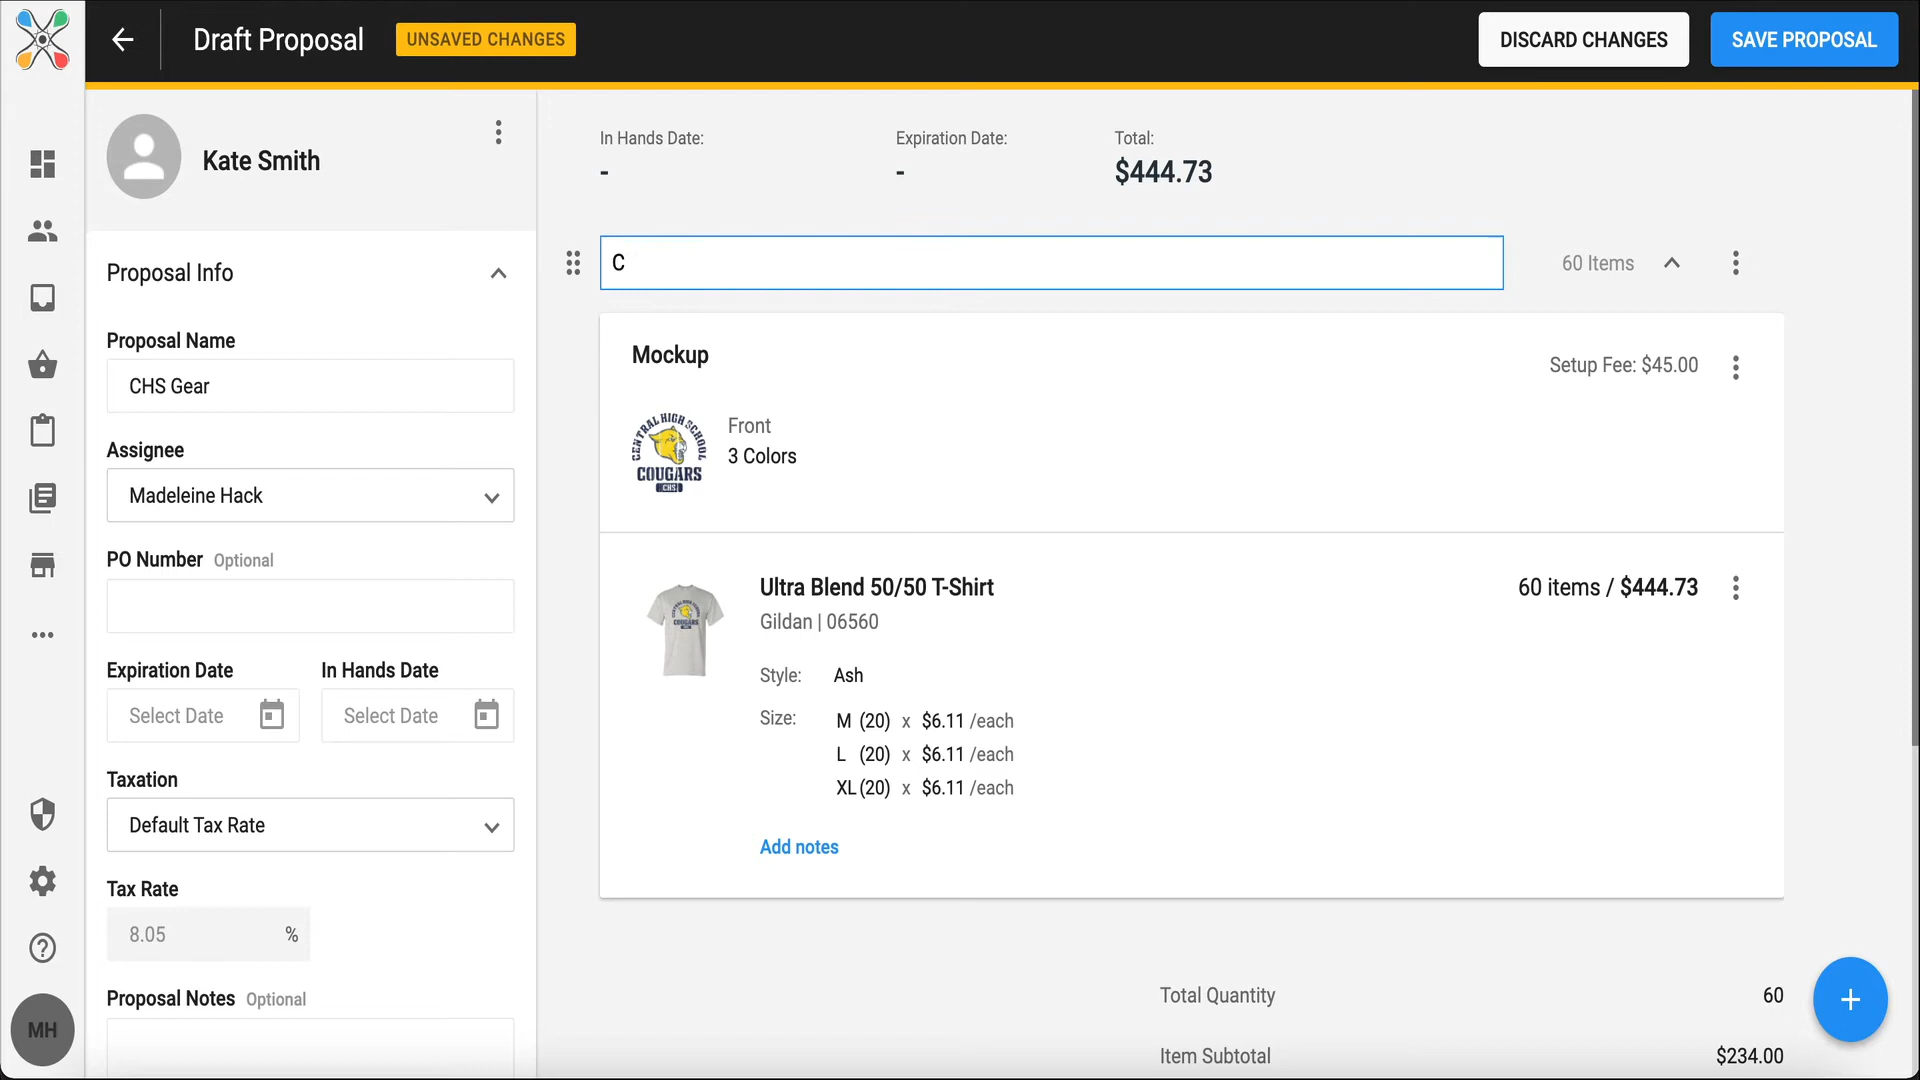 Draft Proposal
UNSAVED CHANGES
DISCARD CHANGES
SAVE PROPOSAL
Kate Smith
Proposal Info
Proposal Name
CHS Gear
Assignee
Madeleine Hack
PO Number Optional
Expiration Date
In Hands Date
Select Date
Select Date
Taxation
Default Tax Rate
Tax Rate
8.05 %
Proposal Notes Optional
MH
In Hands Date:
-
Expiration Date:
-
Total:
$444.73
C
60 Items
Mockup
Setup Fee: $45.00
CENTRAL HIGH SCHOOL
COUGARS
CHS
Front
3 Colors
Ultra Blend 50/50 T-Shirt
60 items / $444.73
Gildan | 06560
COUGARS
Style: Ash
Size: M (20) x $6.11 /each
L (20) x $6.11 /each
XL (20) x $6.11 /each
Add notes
Total Quantity 60
Item Subtotal $234.00